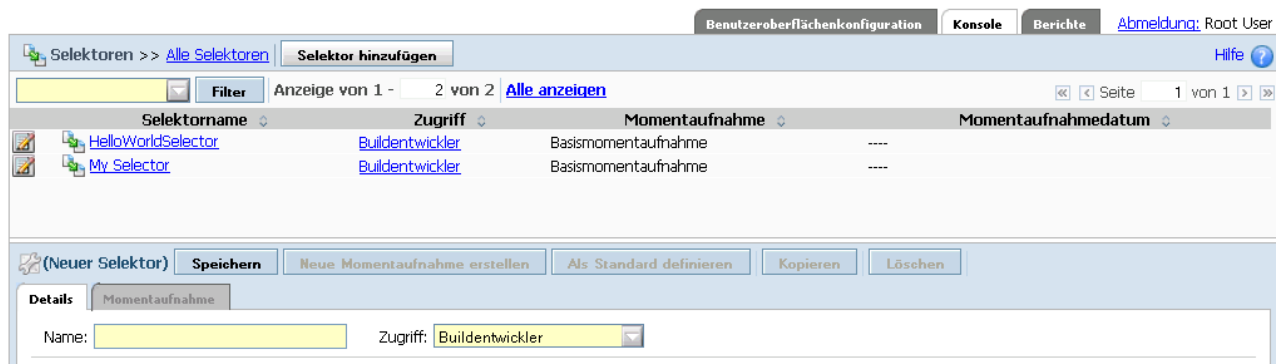 Benutzeroberflächenkonfiguration Konsole Berichte Abmeldung: Root User
Selektoren >> Alle Selektoren Selektor hinzufügen Hilfe ?
Filter Anzeige von 1 - 2 von 2 Alle anzeigen Seite 1 von 1
Selektorname Zugriff Momentaufnahme Momentaufnahmedatum
HelloWorldSelector Buildentwickler Basismomentaufnahme ----
My Selector Buildentwickler Basismomentaufnahme ----
(Neuer Selektor) Speichern Neue Momentaufnahme erstellen Als Standard definieren Kopieren Löschen
Details Momentaufnahme
Name: Zugriff: Buildentwickler